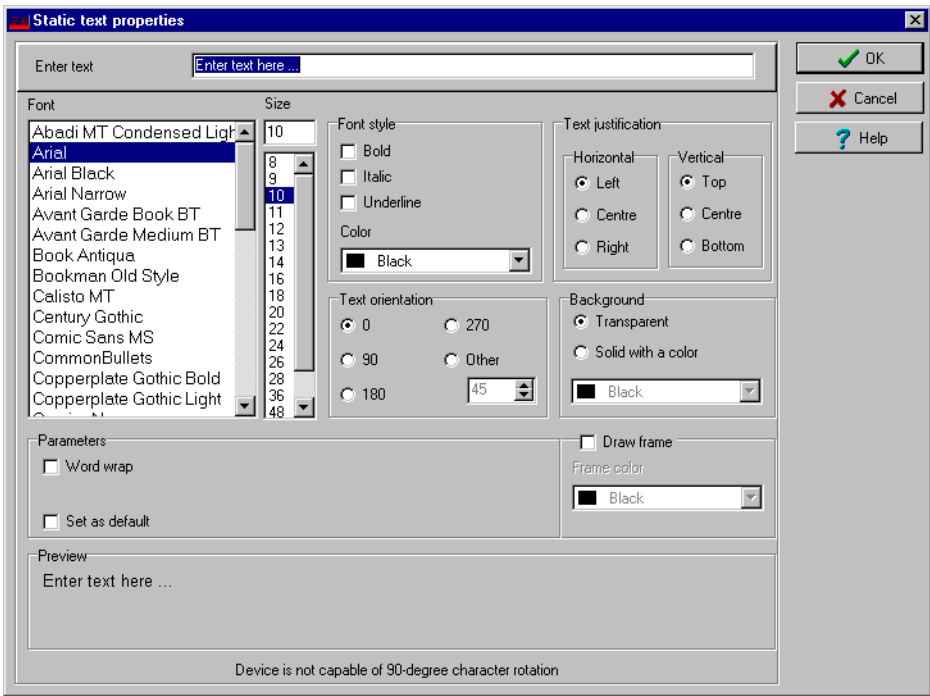 Static text properties
Enter text
Enter text here ...
OK
Cancel
Help
Font
Abadi MT Condensed Ligh
Arial
Arial Black
Arial Narrow
Avant Garde Book BT
Avant Garde Medium BT
Book Antiqua
Bookman Old Style
Calisto MT
Century Gothic
Comic Sans MS
CommonBullets
Copperplate Gothic Bold
Copperplate Gothic Light
Size
10
8
9
10
11
12
13
14
16
18
20
22
24
26
28
36
48
Font style
Bold
Italic
Underline
Color
Black
Text justification
Horizontal
Left
Centre
Right
Vertical
Top
Centre
Bottom
Text orientation
0
270
90
Other
180
45
Background
Transparent
Solid with a color
Black
Parameters
Word wrap
Set as default
Draw frame
Frame color
Black
Preview
Enter text here ...
Device is not capable of 90-degree character rotation